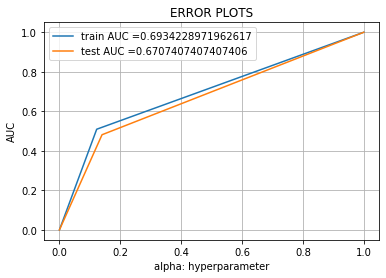 ERROR PLOTS
train AUC =0.6934228971962617
test AUC =0.6707407407407406
1.0
0.8
0.6
0.4
0.2
0.0
AUC
0.0 0.2 0.4 0.6 0.8 1.0
alpha: hyperparameter